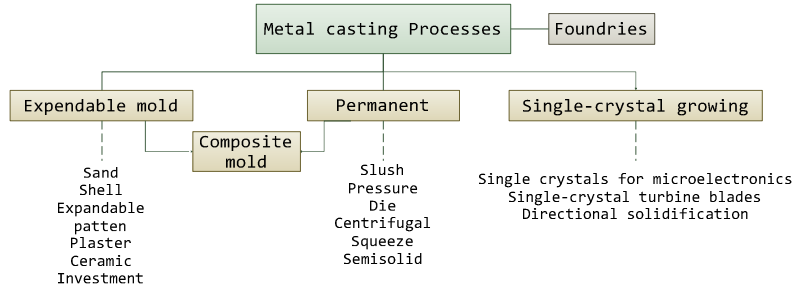 Metal casting Processes
Foundries
Expendable mold
Permanent
Single-crystal growing
Composite
mold
Sand
Shell
Expandable
patten
Plaster
Ceramic
Investment
Slush
Pressure
Die
Centrifugal
Squeeze
Semisolid
Single crystals for microelectronics
Single-crystal turbine blades
Directional solidification